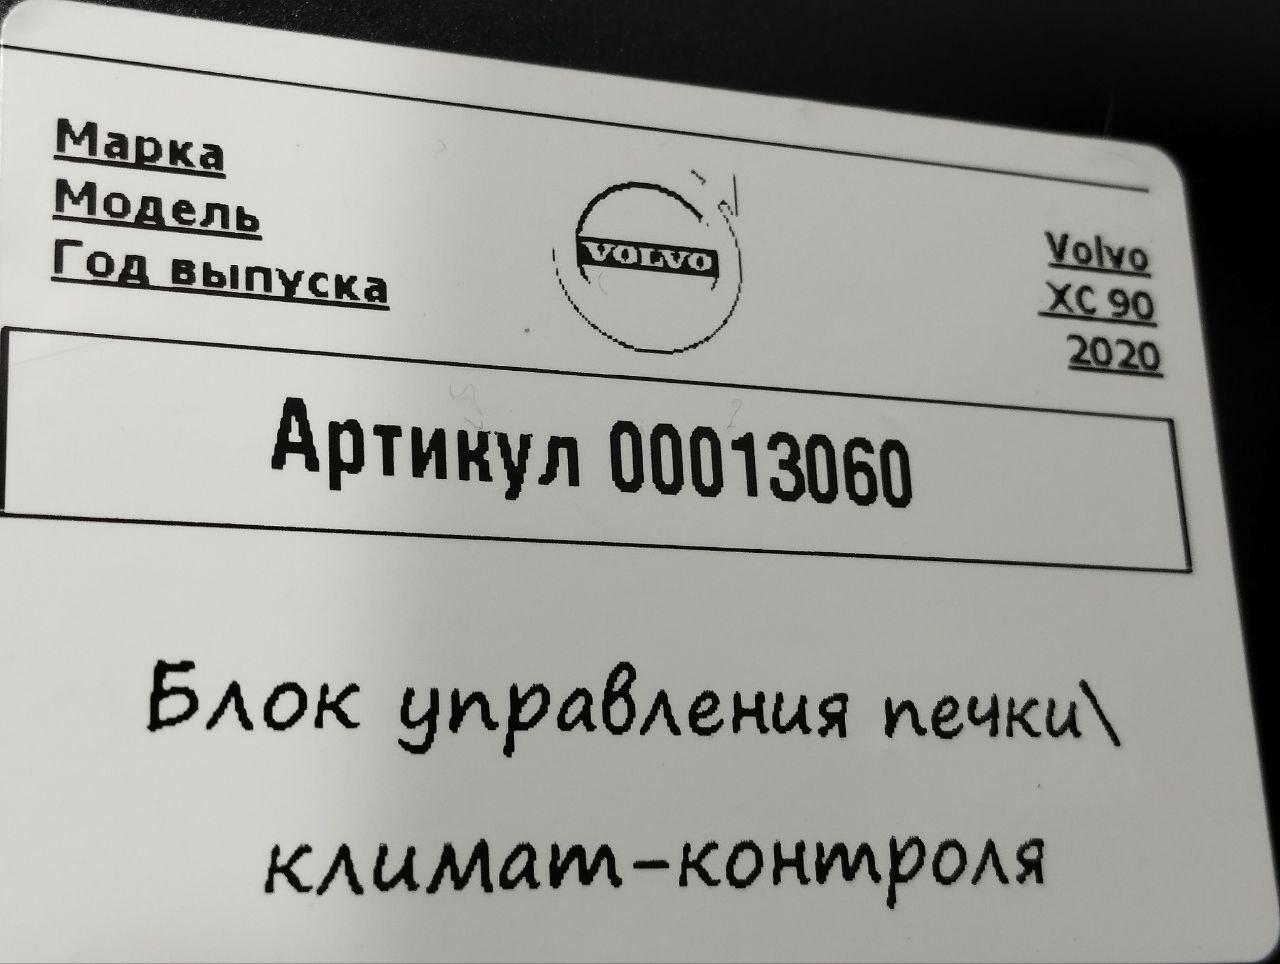 Марка
Модель
Год выпуска
VOLVO
Volvo
XC 90
2020
Артикул 00013060
Блок управления печки\
климат-контроля